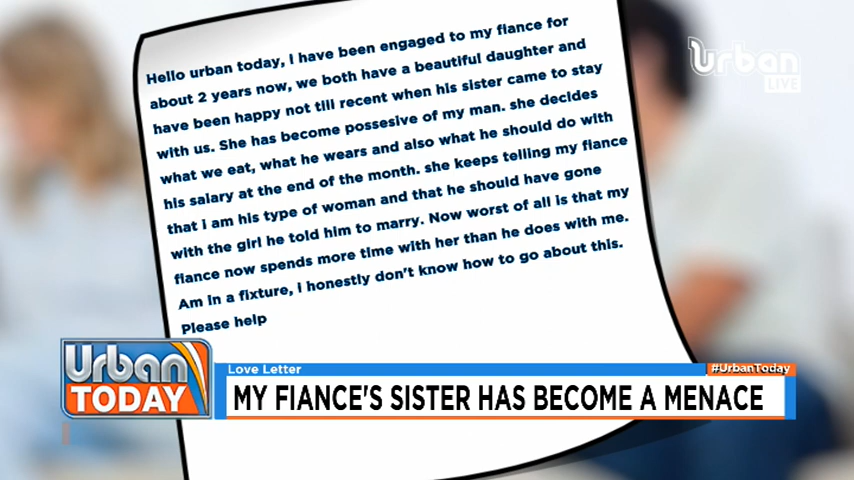 Urban
LIVE
Hello urban today, i have been engaged to my fiance for
about 2 years now, we both have a beautiful daughter and
have been happy not till recent when his sister came to stay
with us. She has become possesive of my man. she decides
what we eat, what he wears and also what he should do with
his salary at the end of the month. she keeps telling my fiance
that i am his type of woman and that he should have gone
with the girl he told him to marry. Now worst of all is that my
fiance now spends more time with her than he does with me.
Am in a fixture, i honestly don't know how to go about this.
Please help
Urban
TODAY
Love Letter
#UrbanToday
MY FIANCE'S SISTER HAS BECOME A MENACE